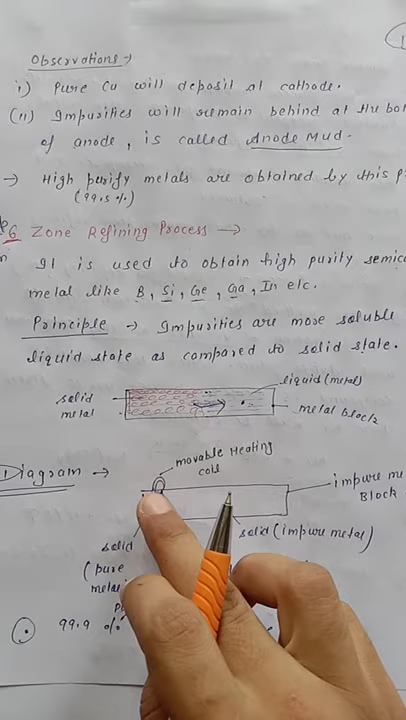 Observations →
i) Pure Cu will deposit at cathode.
(ii) Impurities will remain behind at the bo
of anode, is called Anode Mud.
→ High purity metals are obtained by this p
(99.5%)
6 Zone Refining Process →
It is used to obtain high purity semic
metal like B, Si, Ge, Ga, In etc.
Principle → Impurities are more soluble
liquid state as compared to solid state.
solid metal
liquid (metal)
metal block
Diagram →
movable Heating coil
impure me
Block
solid (impure metal)
solid
(pure
metal
99.9 %